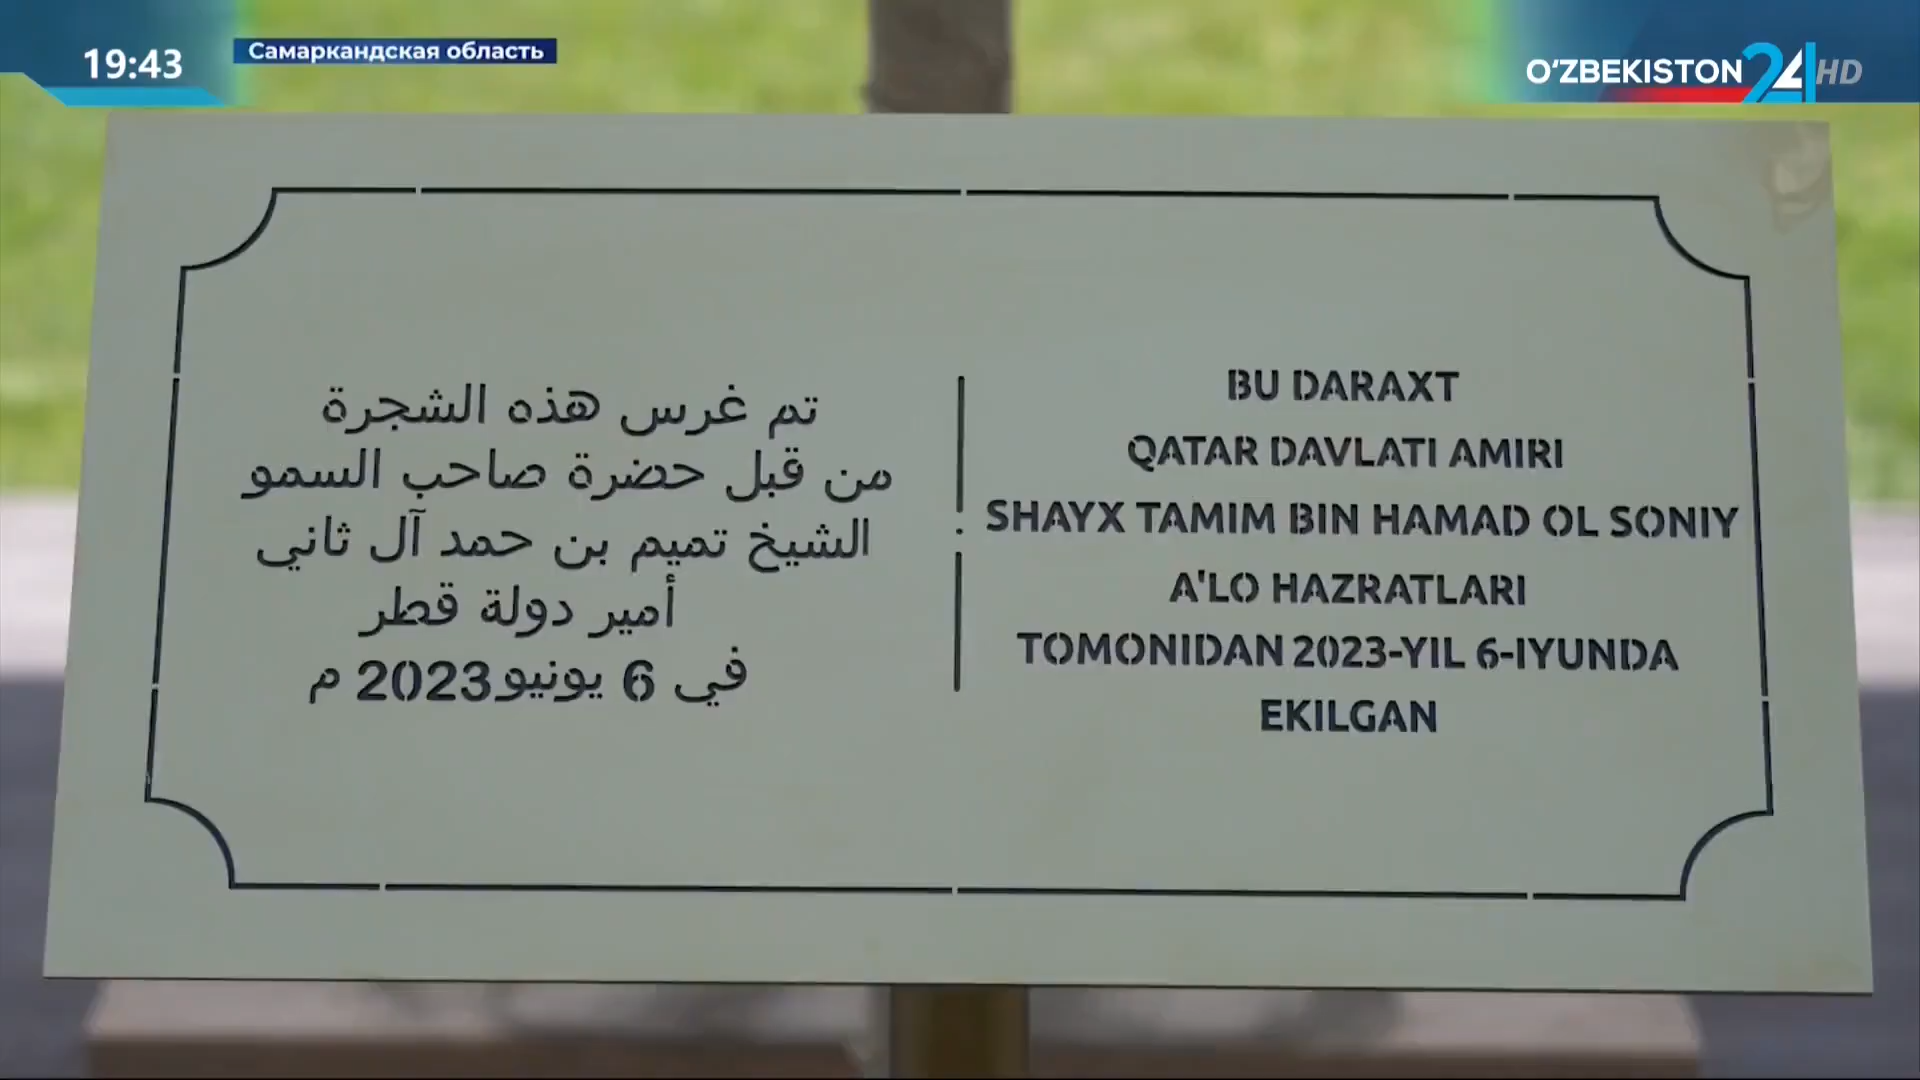 19:43
Самаркандская область
O‘ZBEKISTON 24 HD
تم غرس هذه الشجرة
من قبل حضرة صاحب السمو
الشيخ تميم بن حمد آل ثاني
أمير دولة قطر
في 6 يونيو2023 م
BU DARAXT
QATAR DAVLATI AMIRI
SHAYX TAMIM BIN HAMAD OL SONIY
A'LO HAZRATLARI
TOMONIDAN 2023-YIL 6-IYUNDA
EKILGAN